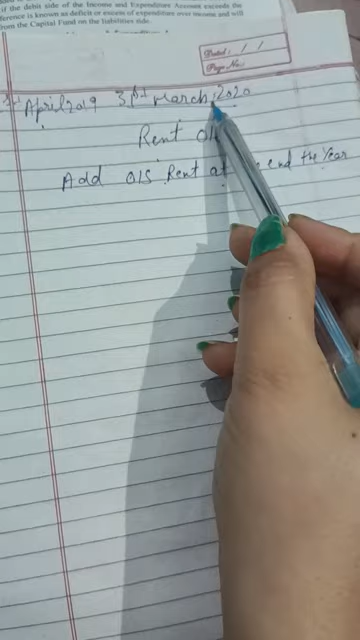 if the debit side of the Income and Expenditure Account exceeds the
ference is known as deficit or excess of expenditure over income and will
from the Capital Fund on the liabilities side.
Dated: / /
Page No:
1st April 2019 31st March, 2020
Rent O/S
Add O/S Rent at end the Year